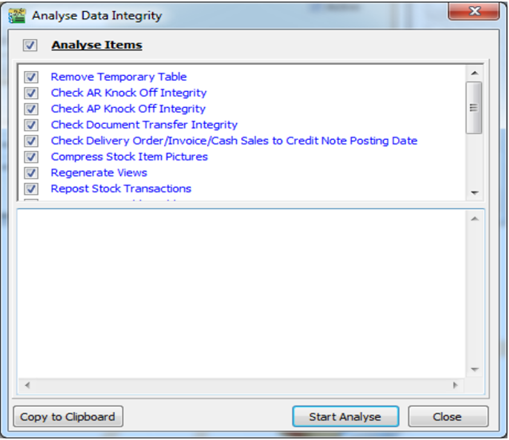 Analyse Data Integrity
Analyse Items
Remove Temporary Table
Check AR Knock Off Integrity
Check AP Knock Off Integrity
Check Document Transfer Integrity
Check Delivery Order/Invoice/Cash Sales to Credit Note Posting Date
Compress Stock Item Pictures
Regenerate Views
Repost Stock Transactions
Copy to Clipboard
Start Analyse
Close